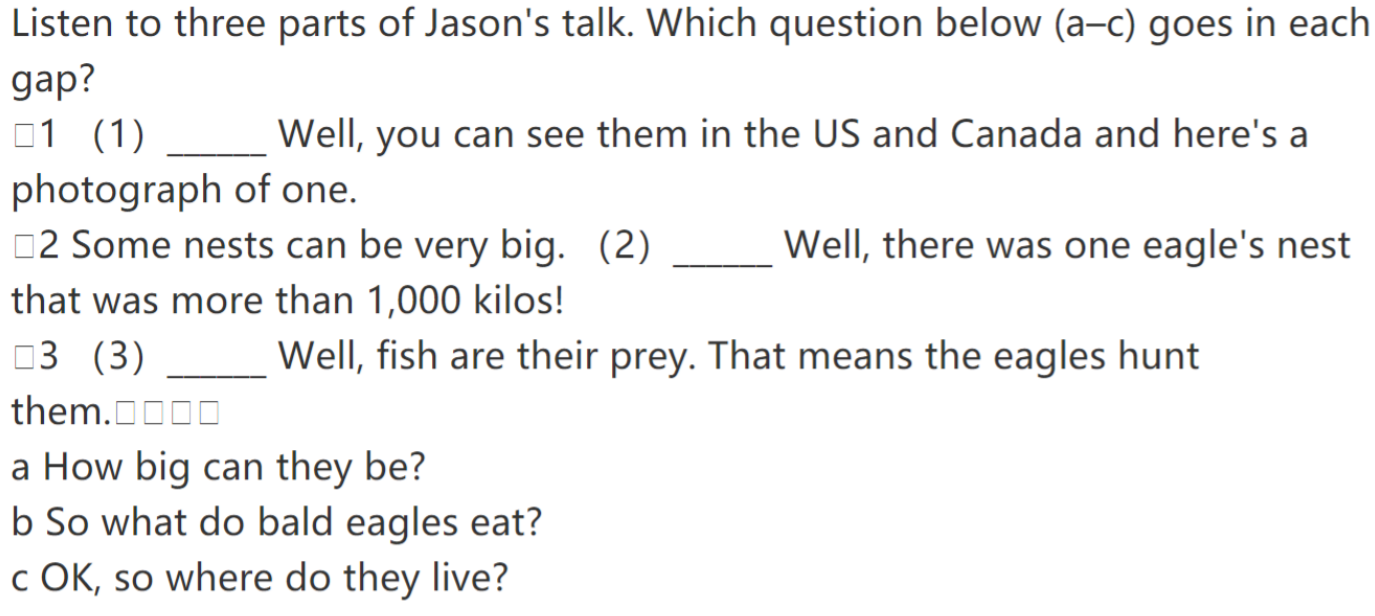 Listen to three parts of Jason's talk. Which question below (a–c) goes in each
gap?
□1 (1) ______ Well, you can see them in the US and Canada and here's a
photograph of one.
□2 Some nests can be very big. (2) ______ Well, there was one eagle's nest
that was more than 1,000 kilos!
□3 (3) ______ Well, fish are their prey. That means the eagles hunt
them.□□□□
a How big can they be?
b So what do bald eagles eat?
c OK, so where do they live?